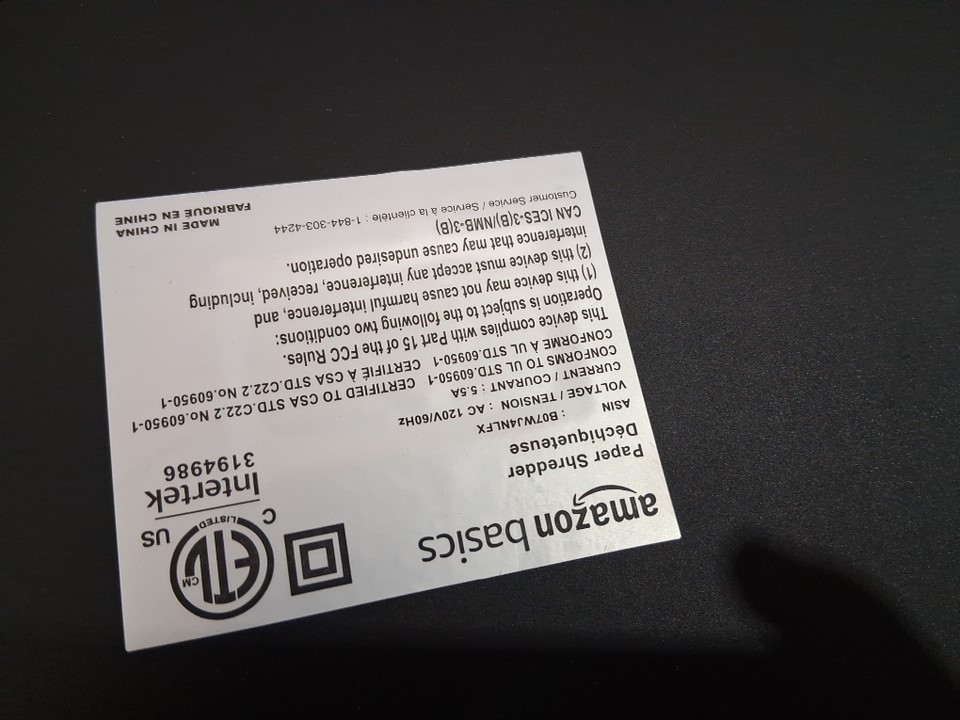 amazon basics
Paper Shredder
Déchiqueteuse
ASIN : B07WJ4NLFX
VOLTAGE / TENSION : AC 120V/60Hz
CURRENT / COURANT : 5.5A
CONFORMS TO UL STD.60950-1 CERTIFIED TO CSA STD.C22.2 No.60950-1
CONFORME À UL STD.60950-1 CERTIFIÉ À CSA STD.C22.2 No.60950-1
This device complies with Part 15 of the FCC Rules.
Operation is subject to the following two conditions:
(1) this device may not cause harmful interference, and
(2) this device must accept any interference, received, including
interference that may cause undesired operation.
CAN ICES-3(B)/NMB-3(B)
Customer Service / Service à la clientèle : 1-844-303-4244
ETL CM
LISTED
C US
Intertek
3194986
MADE IN CHINA
FABRIQUÉ EN CHINE